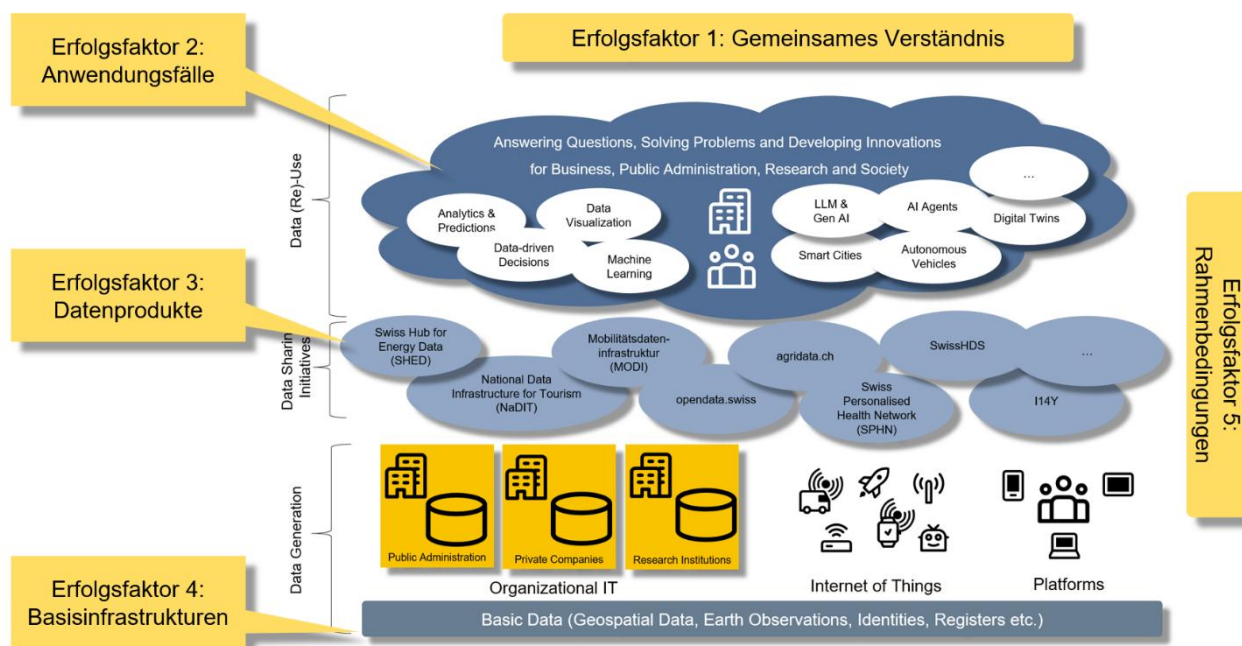 Erfolgsfaktor 1: Gemeinsames Verständnis
Erfolgsfaktor 2:
Anwendungsfälle
Data (Re)-Use
Answering Questions, Solving Problems and Developing Innovations
for Business, Public Administration, Research and Society
Analytics &
Predictions
Data
Visualization
Data-driven
Decisions
Machine
Learning
LLM &
Gen AI
AI Agents
...
Digital Twins
Smart Cities
Autonomous
Vehicles
Erfolgsfaktor 5:
Rahmenbedingungen
Erfolgsfaktor 3:
Datenprodukte
Data Sharin
Initiatives
Swiss Hub for
Energy Data
(SHED)
National Data
Infrastructure for Tourism
(NaDIT)
Mobilitätsdaten-
infrastruktur
(MODI)
opendata.swiss
agridata.ch
Swiss
Personalised
Health Network
(SPHN)
SwissHDS
I14Y
...
Data Generation
Public Administration
Private Companies
Research Institutions
Organizational IT
Internet of Things
Platforms
Erfolgsfaktor 4:
Basisinfrastrukturen
Basic Data (Geospatial Data, Earth Observations, Identities, Registers etc.)